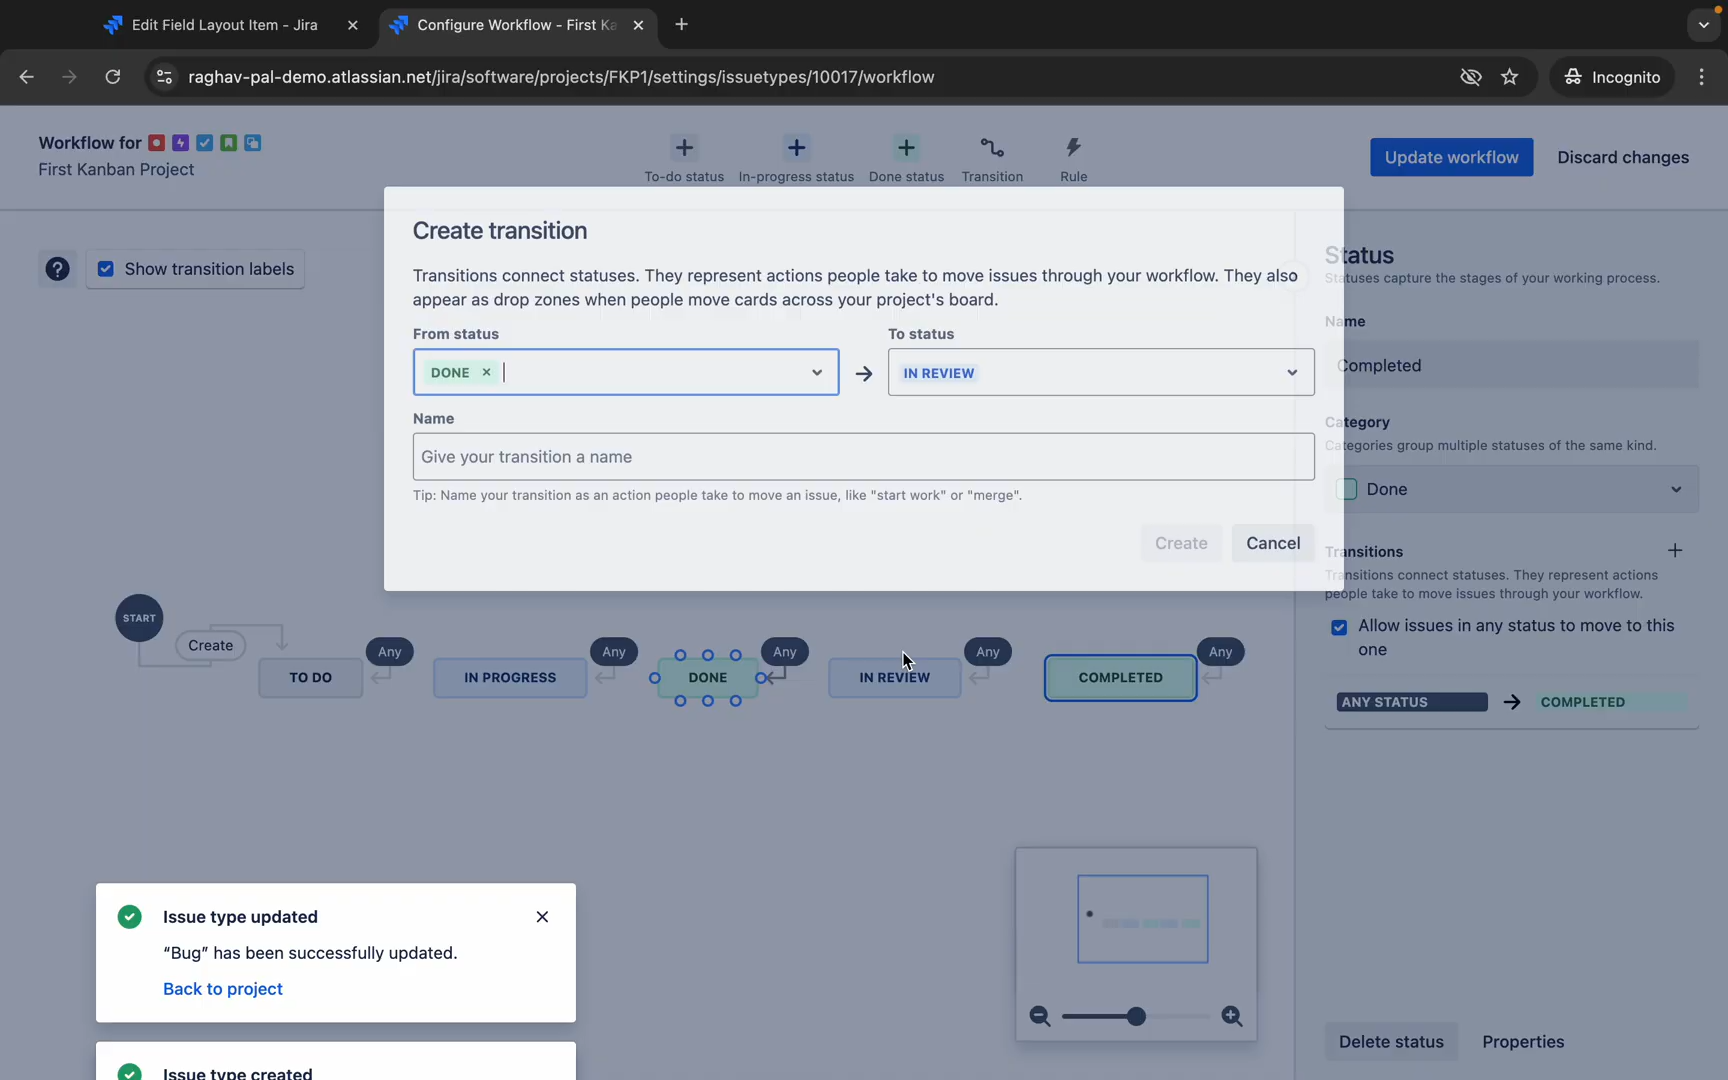 Edit Field Layout Item - Jira
Configure Workflow - First Ka
raghav-pal-demo.atlassian.net/jira/software/projects/FKP1/settings/issuetypes/10017/workflow
Incognito
Workflow for
First Kanban Project
To-do status
In-progress status
Done status
Transition
Rule
Update workflow
Discard changes
Show transition labels
Create transition
Transitions connect statuses. They represent actions people take to move issues through your workflow. They also
appear as drop zones when people move cards across your project's board.
From status
To status
DONE
IN REVIEW
Name
Give your transition a name
Tip: Name your transition as an action people take to move an issue, like "start work" or "merge".
Create
Cancel
Status
Statuses capture the stages of your working process.
Name
Completed
Category
Categories group multiple statuses of the same kind.
Done
Transitions
Transitions connect statuses. They represent actions
people take to move issues through your workflow.
Allow issues in any status to move to this
one
ANY STATUS
COMPLETED
START
Create
TO DO
Any
IN PROGRESS
Any
DONE
Any
IN REVIEW
Any
COMPLETED
Any
Issue type updated
“Bug” has been successfully updated.
Back to project
Issue type created
Delete status
Properties